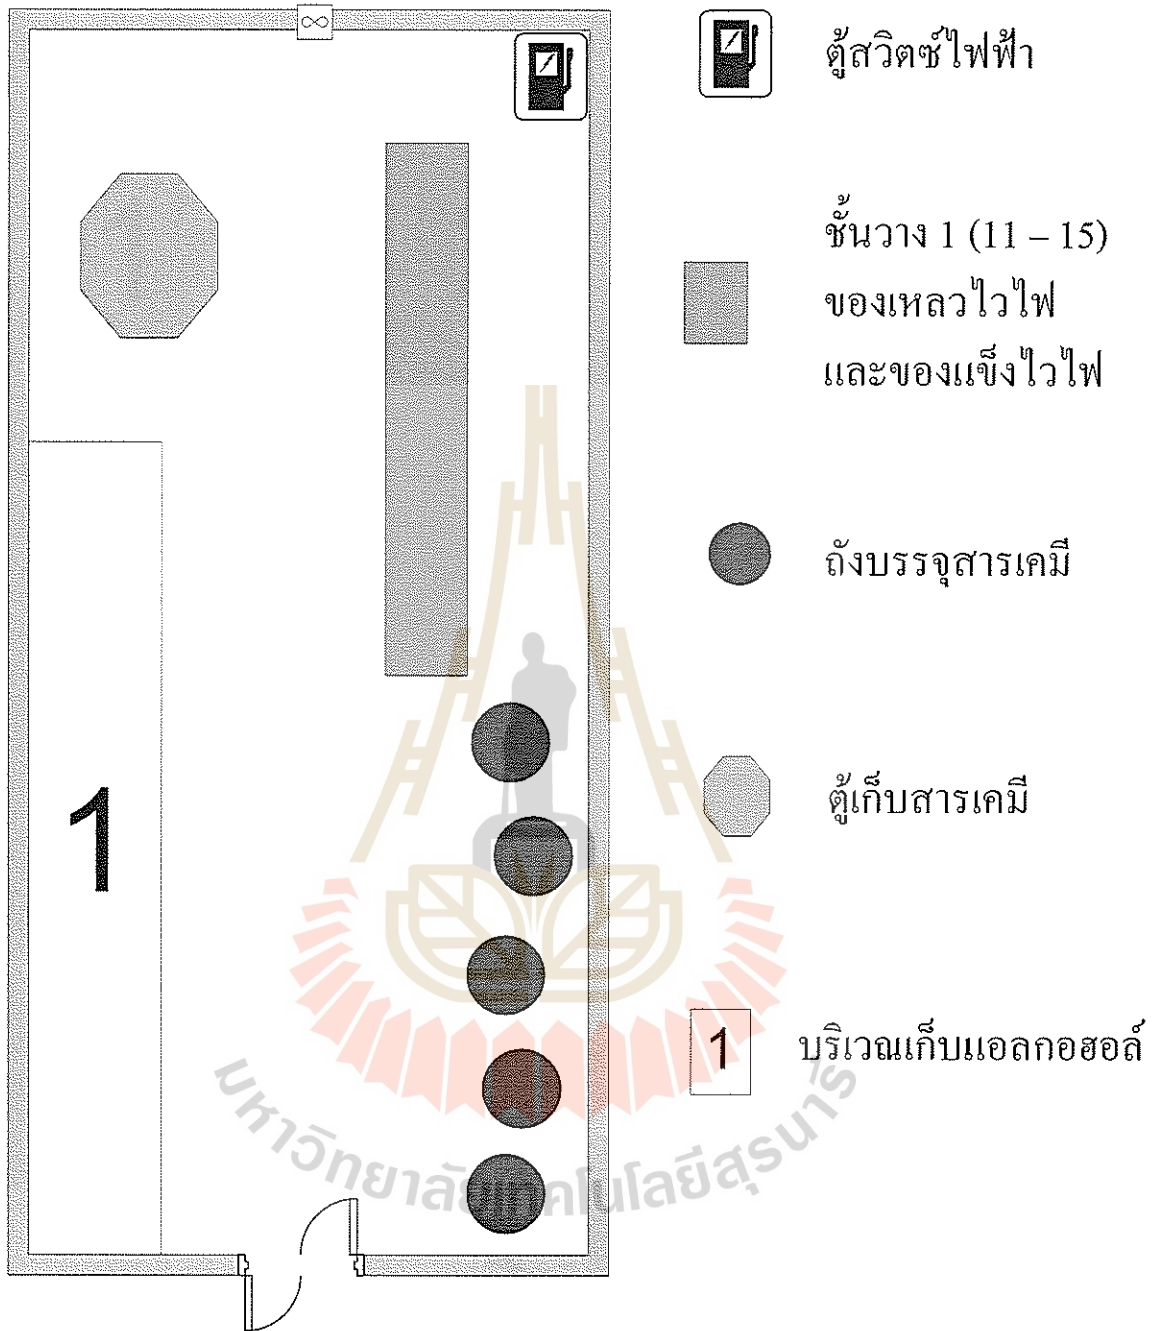 ตู้สวิตซ์ไฟฟ้า
ชั้นวาง 1 (11 – 15)
ของเหลวไวไฟ
และของแข็งไวไฟ
ถังบรรจุสารเคมี
1
ตู้เก็บสารเคมี
1
บริเวณเก็บแอลกอฮอล์
มหาวิทยาลัยเทคโนโลยีสุรนารี